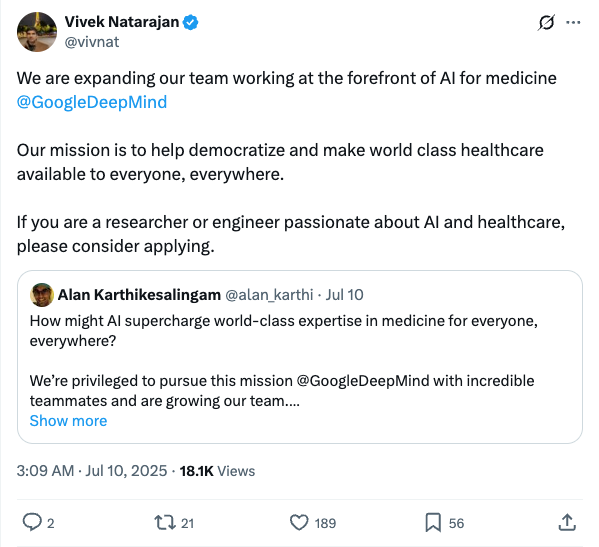 Vivek Natarajan
@vivnat
We are expanding our team working at the forefront of AI for medicine
@GoogleDeepMind
Our mission is to help democratize and make world class healthcare
available to everyone, everywhere.
If you are a researcher or engineer passionate about AI and healthcare,
please consider applying.
Alan Karthikesalingam @alan_karthi · Jul 10
How might AI supercharge world-class expertise in medicine for everyone,
everywhere?
We’re privileged to pursue this mission @GoogleDeepMind with incredible
teammates and are growing our team....
Show more
3:09 AM · Jul 10, 2025 · 18.1K Views
2 21 189 56